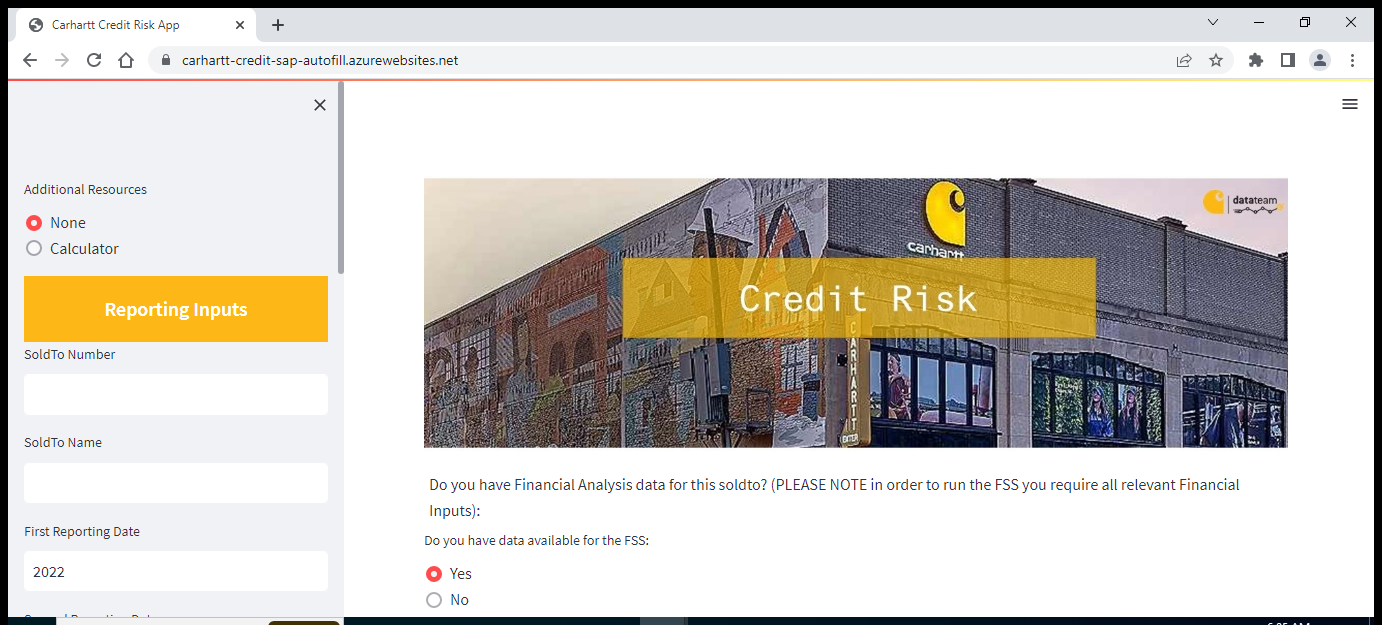 Carhartt Credit Risk App
carhartt-credit-sap-autofill.azurewebsites.net
Additional Resources
None
Calculator
Reporting Inputs
SoldTo Number
SoldTo Name
First Reporting Date
2022
datateam
carhartt
Credit Risk
CARHARTT
Do you have Financial Analysis data for this soldto? (PLEASE NOTE in order to run the FSS you require all relevant Financial
Inputs):
Do you have data available for the FSS:
Yes
No